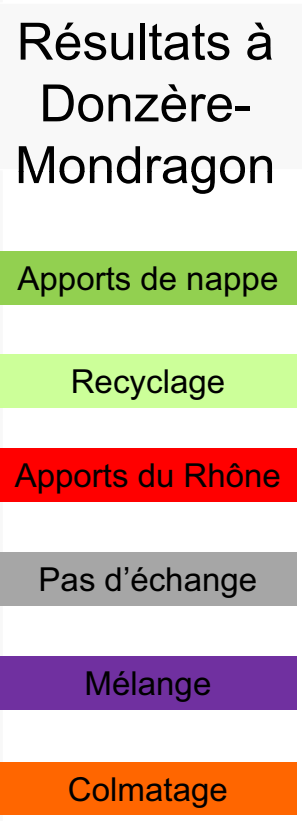 Résultats à
Donzère-
Mondragon
Apports de nappe
Recyclage
Apports du Rhône
Pas d’échange
Mélange
Colmatage